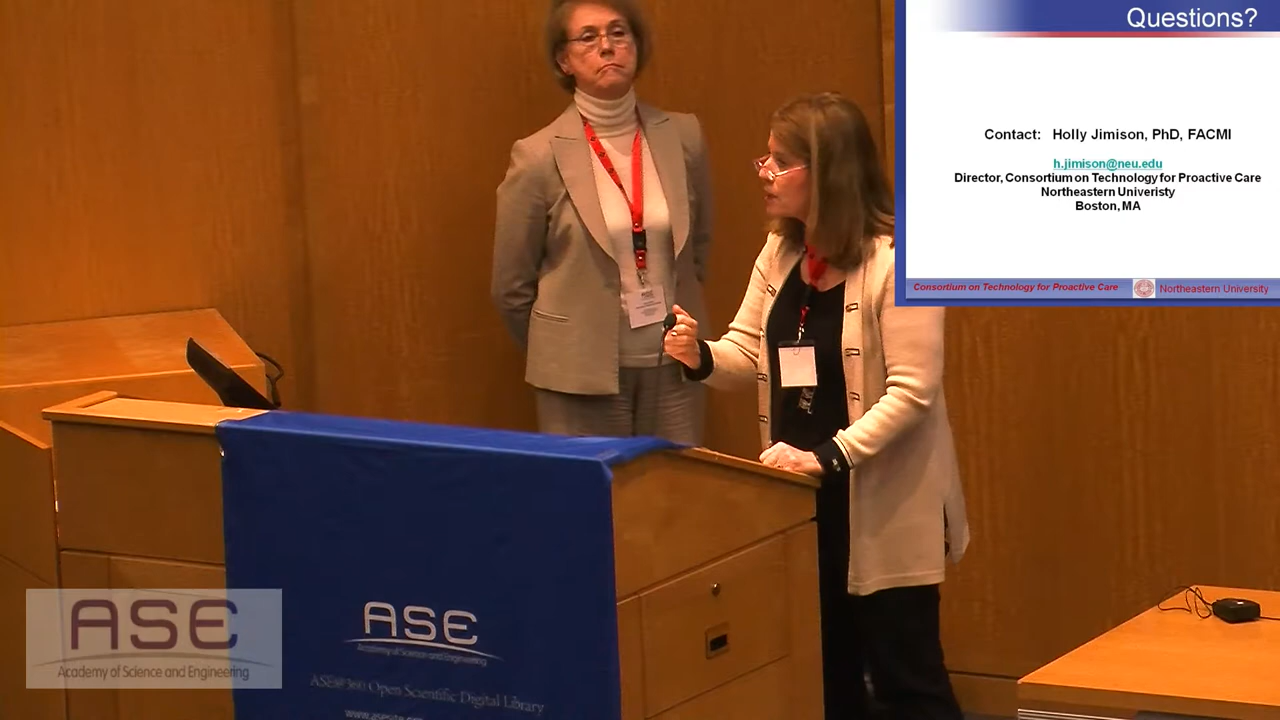 Questions?
Contact: Holly Jimison, PhD, FACMI
h.jimison@neu.edu
Director, Consortium on Technology for Proactive Care
Northeastern Univeristy
Boston, MA
Consortium on Technology for Proactive Care
Northeastern University
ASE
Academy of Science and Engineering
ASE@360 Open Scientific Digital Library
ASE
Academy of Science and Engineering